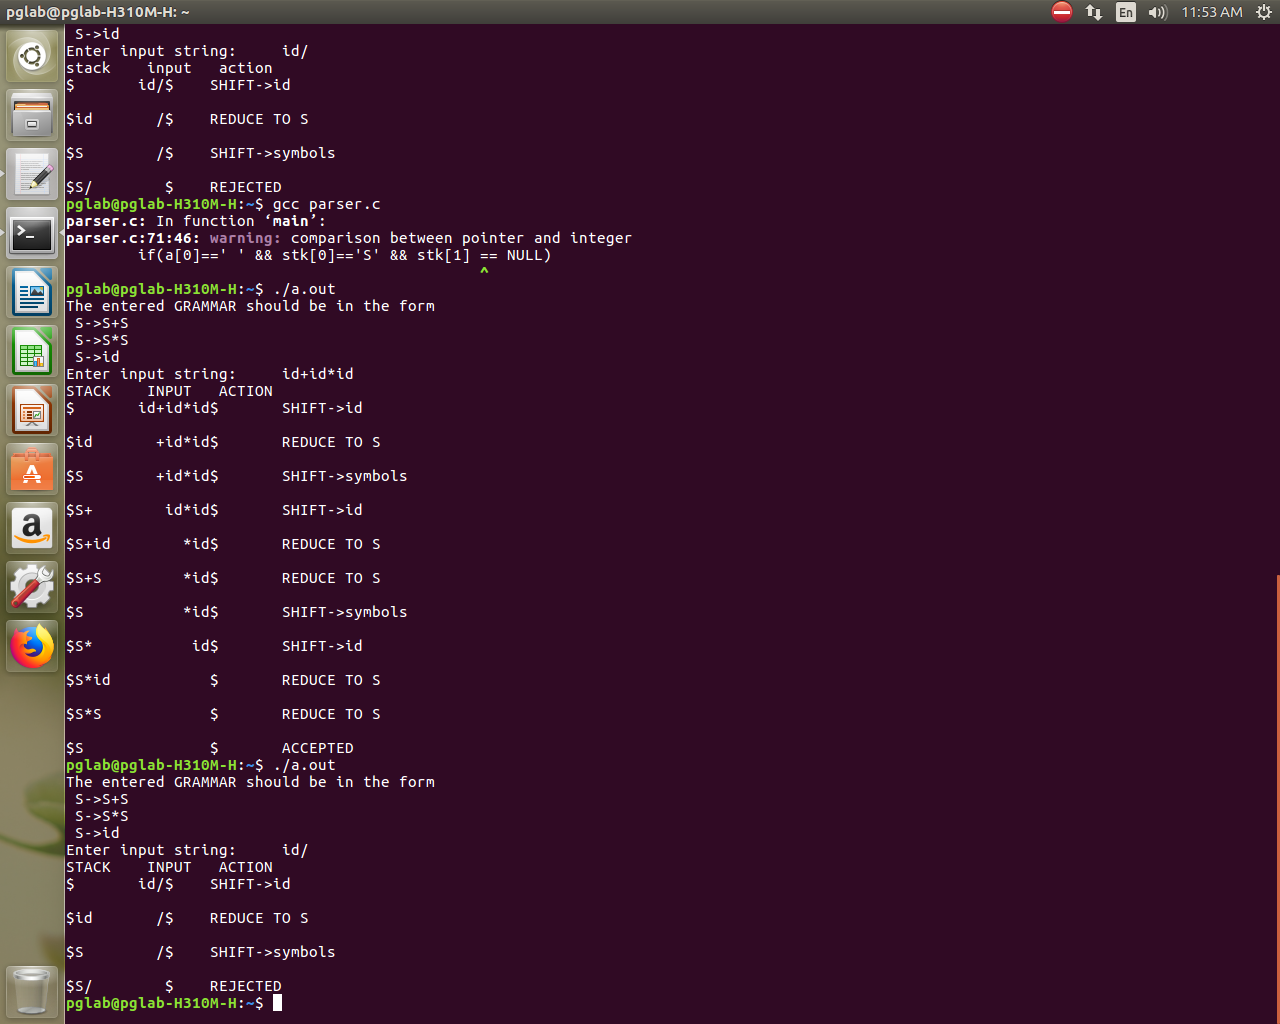 pglab@pglab-H310M-H: ~
En
11:53 AM
S->id
Enter input string:     id/
stack    input   action
$       id/$    SHIFT->id
$id       /$    REDUCE TO S
$S        /$    SHIFT->symbols
$S/        $    REJECTED
pglab@pglab-H310M-H:~$ gcc parser.c
parser.c: In function ‘main’:
parser.c:71:46: warning: comparison between pointer and integer
        if(a[0]==' ' && stk[0]=='S' && stk[1] == NULL)
                                              ^
pglab@pglab-H310M-H:~$ ./a.out
The entered GRAMMAR should be in the form
 S->S+S
 S->S*S
 S->id
Enter input string:     id+id*id
STACK    INPUT   ACTION
$       id+id*id$       SHIFT->id
$id       +id*id$       REDUCE TO S
$S        +id*id$       SHIFT->symbols
$S+        id*id$       SHIFT->id
$S+id        *id$       REDUCE TO S
$S+S         *id$       REDUCE TO S
$S           *id$       SHIFT->symbols
$S*           id$       SHIFT->id
$S*id           $       REDUCE TO S
$S*S            $       REDUCE TO S
$S              $       ACCEPTED
pglab@pglab-H310M-H:~$ ./a.out
The entered GRAMMAR should be in the form
 S->S+S
 S->S*S
 S->id
Enter input string:     id/
STACK    INPUT   ACTION
$       id/$    SHIFT->id
$id       /$    REDUCE TO S
$S        /$    SHIFT->symbols
$S/        $    REJECTED
pglab@pglab-H310M-H:~$